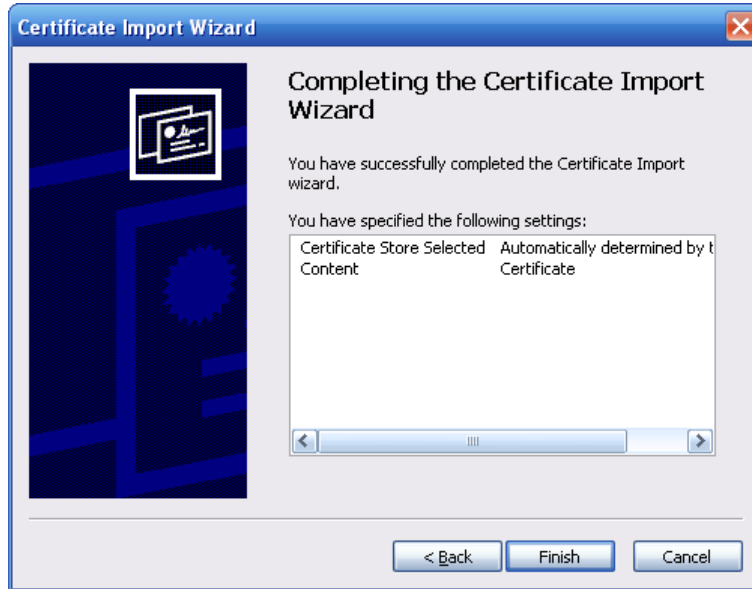 Certificate Import Wizard
Completing the Certificate Import
Wizard
You have successfully completed the Certificate Import
wizard.
You have specified the following settings:
Certificate Store Selected Automatically determined by t
Content Certificate
< Back Finish Cancel